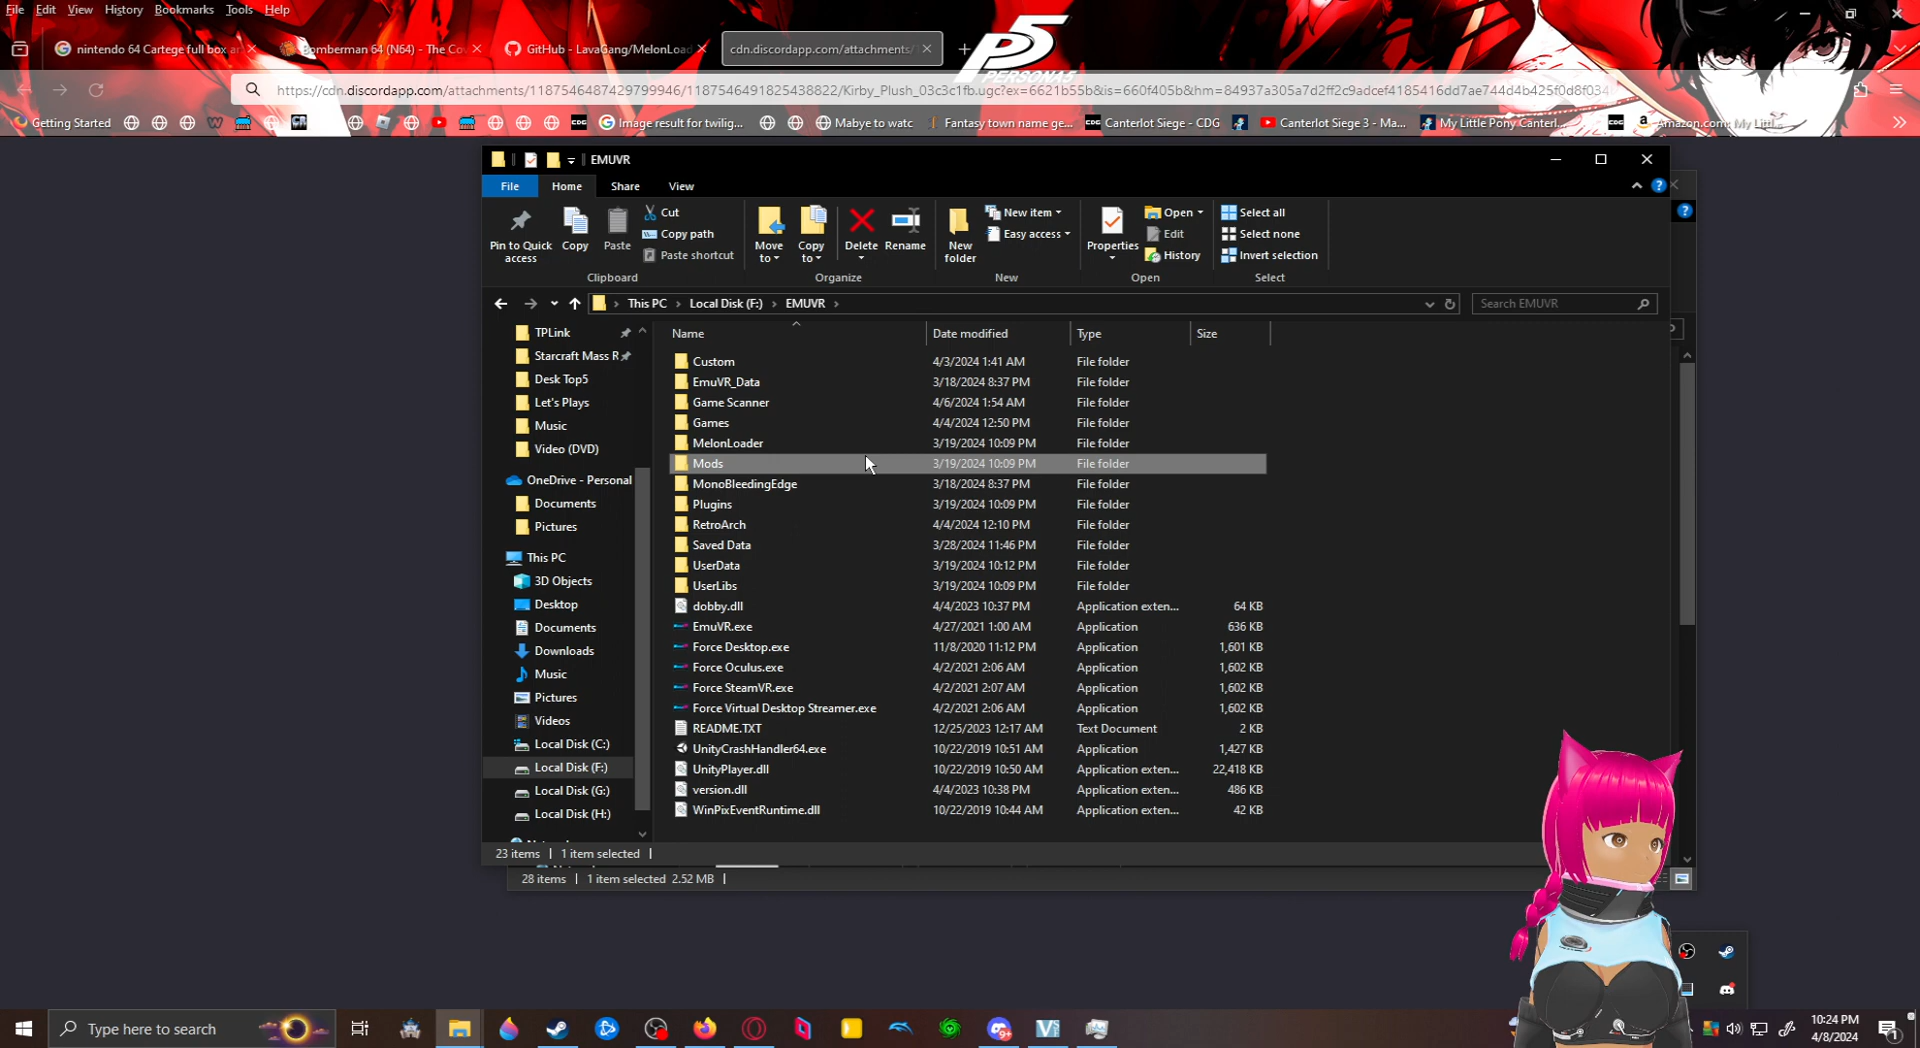 File Edit View History Bookmarks Tools Help
nintendo 64 Cartege full box ar
Bomberman 64 (N64) - The Co
GitHub - LavaGang/MelonLoad
cdn.discordapp.com/attachments/
PERSONA5
Getting Started
Image result for twilig...
Mabye to watc
Fantasy town name ge...
Canterlot Siege - CDG
Canterlot Siege 3 - Ma...
My Little Pony Canterl...
Amazon.com: My Littl...
EMUVR
File Home Share View
Pin to Quick access
Copy
Paste
Cut
Copy path
Paste shortcut
Move to
Copy to
Delete
Rename
New folder
New item
Easy access
Properties
Open
Edit
History
Select all
Select none
Invert selection
Clipboard Organize New Open Select
This PC > Local Disk (F:) > EMUVR >
Search EMUVR
TPLink
Starcraft Mass R
Desk Top5
Let's Plays
Music
Video (DVD)
OneDrive - Personal
Documents
Pictures
This PC
3D Objects
Desktop
Documents
Downloads
Music
Pictures
Videos
Local Disk (C:)
Local Disk (F:)
Local Disk (G:)
Local Disk (H:)
Name Date modified Type Size
Custom 4/3/2024 1:41 AM File folder
EmuVR_Data 3/18/2024 8:37 PM File folder
Game Scanner 4/6/2024 1:54 AM File folder
Games 4/4/2024 12:50 PM File folder
MelonLoader 3/19/2024 10:09 PM File folder
Mods 3/19/2024 10:09 PM File folder
MonoBleedingEdge 3/18/2024 8:37 PM File folder
Plugins 3/19/2024 10:09 PM File folder
RetroArch 4/4/2024 12:10 PM File folder
Saved Data 3/28/2024 11:46 PM File folder
UserData 3/19/2024 10:12 PM File folder
UserLibs 3/19/2024 10:09 PM File folder
dobby.dll 4/4/2023 10:37 PM Application exten... 64 KB
EmuVR.exe 4/27/2021 1:00 AM Application 636 KB
Force Desktop.exe 11/8/2020 11:12 PM Application 1,601 KB
Force Oculus.exe 4/2/2021 2:06 AM Application 1,602 KB
Force SteamVR.exe 4/2/2021 2:07 AM Application 1,602 KB
Force Virtual Desktop Streamer.exe 4/2/2021 2:06 AM Application 1,602 KB
README.TXT 12/25/2023 12:17 AM Text Document 2 KB
UnityCrashHandler64.exe 10/22/2019 10:51 AM Application 1,427 KB
UnityPlayer.dll 10/22/2019 10:50 AM Application exten... 22,418 KB
version.dll 4/4/2023 10:38 PM Application exten... 486 KB
WinPixEventRuntime.dll 10/22/2019 10:44 AM Application exten... 42 KB
23 items 1 item selected
28 items 1 item selected 2.52 MB
Type here to search
10:24 PM
4/8/2024